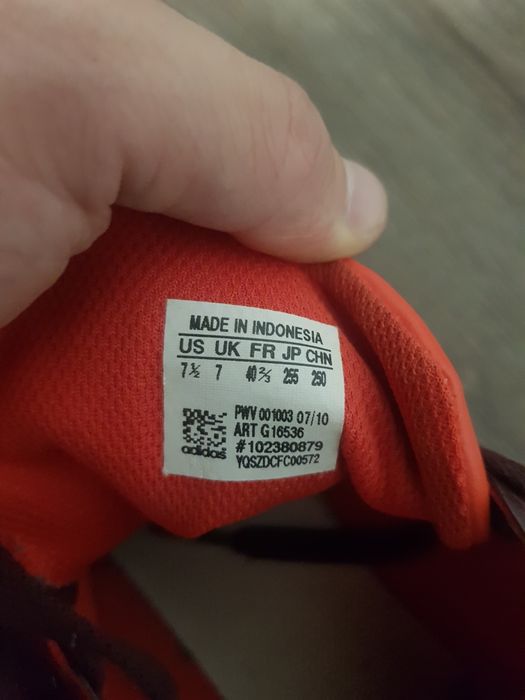 MADE IN INDONESIA
US UK FR JP CHN
7½ 7 40⅔ 255 250
PWV 001003 07/10
ART G16536
#102380879
adidas YQSZDCFC00572